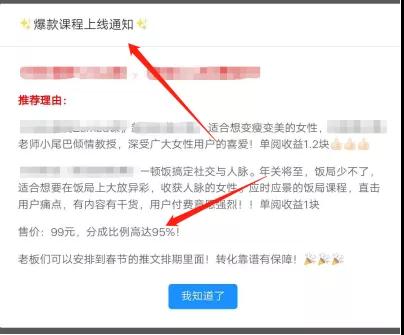 ✨爆款课程上线通知✨
推荐理由：
适合想变瘦变美的女性，
老师小尾巴倾情教授，深受广大女性用户的喜爱！单阅收益1.2块👍🏻👍🏻👍🏻
一顿饭搞定社交与人脉。年关将至，饭局少不了，
适合想要在饭局上大放异彩，收获人脉的女性。应时应景的饭局课程，直击
用户痛点，有内容有干货，用户付费意愿强烈！！单阅收益1块
售价：99元，分成比例高达95%！
老板们可以安排到春节的推文排期里面！转化靠谱有保障！🎉🎉🎉
我知道了